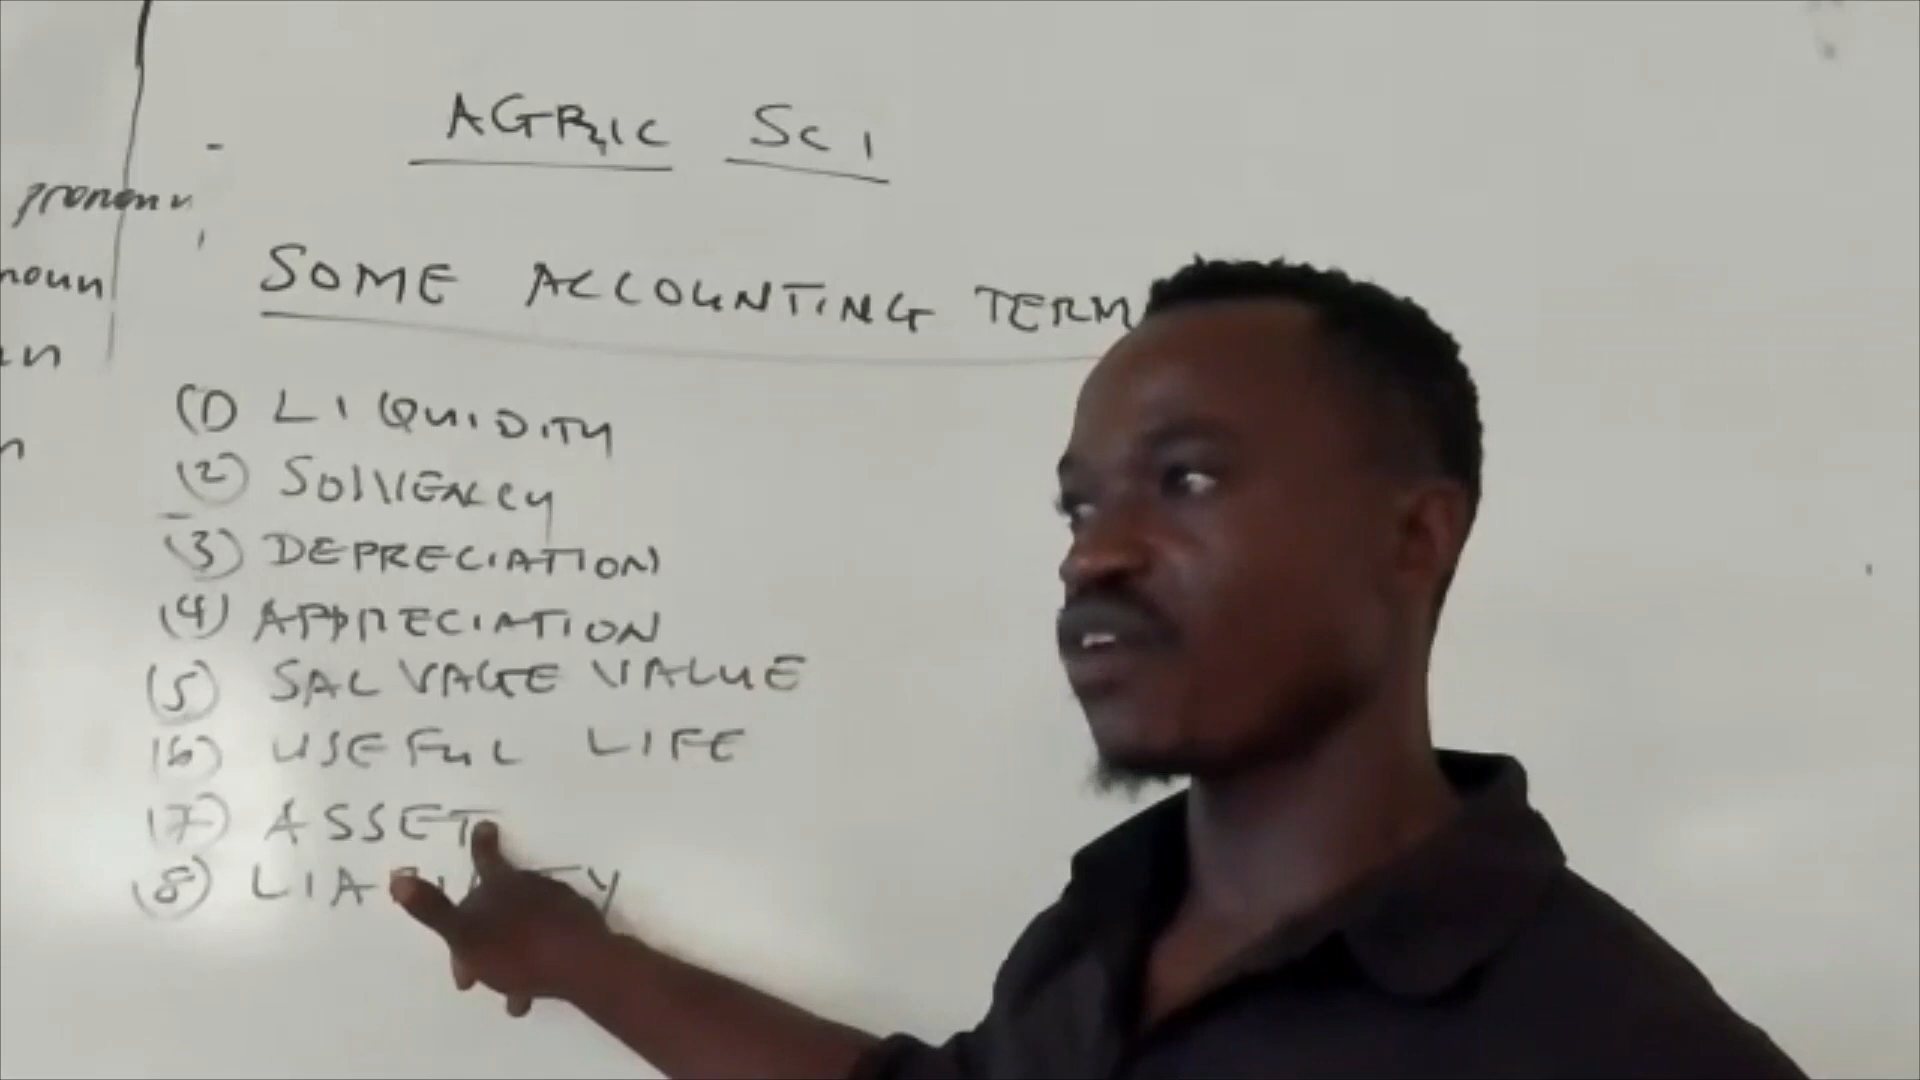 pronoun
noun
AGRIC SCI
SOME ACCOUNTING TERM
(1) LIQUIDITY
(2) SOLVENCY
(3) DEPRECIATION
(4) APPRECIATION
(5) SALVAGE VALUE
(6) USEFUL LIFE
(7) ASSET
(8) LIABILITY